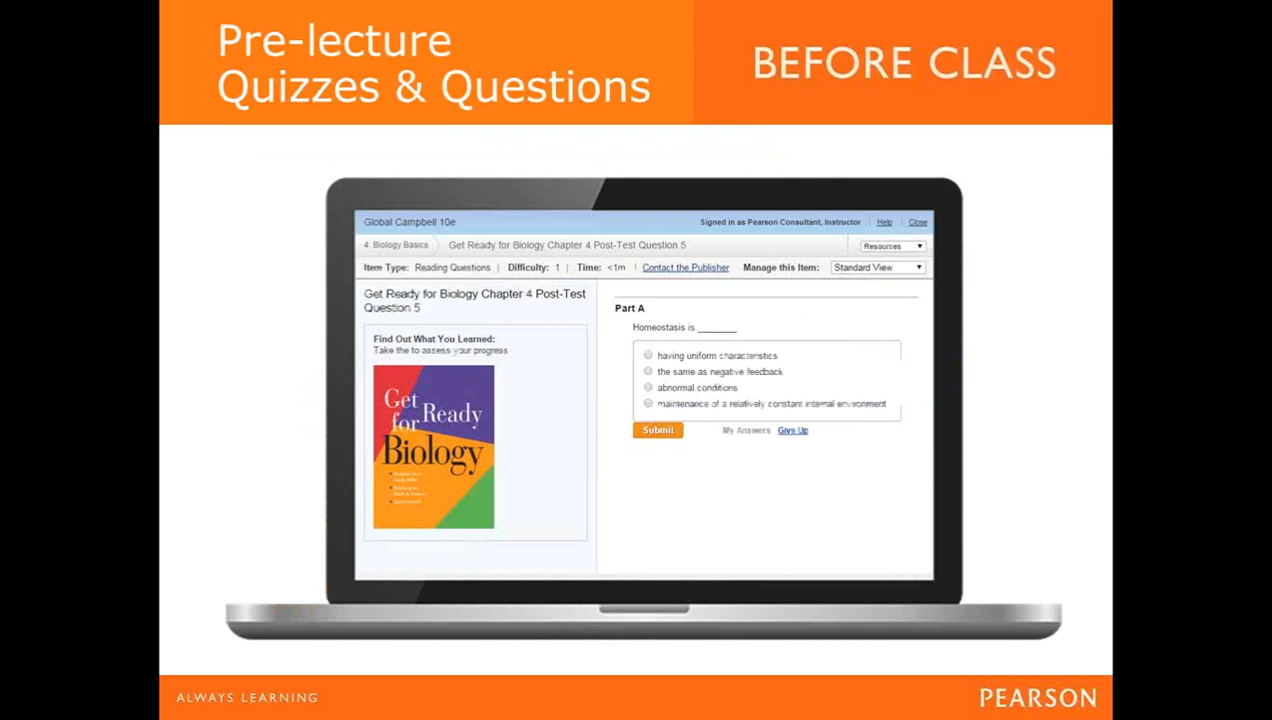 Pre-lecture
Quizzes & Questions
BEFORE CLASS
Global Campbell 10e
Signed in as Pearson Consultant, Instructor
Help
Close
4. Biology Basics
Get Ready for Biology Chapter 4 Post-Test Question 5
Resources
Item Type: Reading Questions
Difficulty: 1
Time: <1m
Contact the Publisher
Manage this Item:
Standard View
Get Ready for Biology Chapter 4 Post-Test
Question 5
Find Out What You Learned:
Take the to assess your progress
Get
for Ready
Biology
Part A
Homeostasis is ________
having uniform characteristics
the same as negative feedback
abnormal conditions
maintenance of a relatively constant internal environment
Submit
My Answers
Give Up
ALWAYS LEARNING
PEARSON